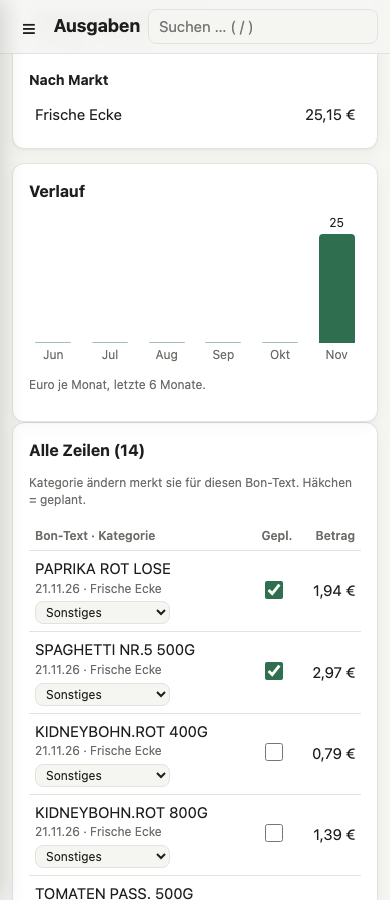 Ausgaben
Suchen … ( / )
Nach Markt
Frische Ecke 25,15 €
Verlauf
25
Jun Jul Aug Sep Okt Nov
Euro je Monat, letzte 6 Monate.
Alle Zeilen (14)
Kategorie ändern merkt sie für diesen Bon-Text. Häkchen
= geplant.
Bon-Text · Kategorie Gepl. Betrag
PAPRIKA ROT LOSE
21.11.26 · Frische Ecke
Sonstiges
1,94 €
SPAGHETTI NR.5 500G
21.11.26 · Frische Ecke
Sonstiges
2,97 €
KIDNEYBOHN.ROT 400G
21.11.26 · Frische Ecke
Sonstiges
0,79 €
KIDNEYBOHN.ROT 800G
21.11.26 · Frische Ecke
Sonstiges
1,39 €
TOMATEN PASS. 500G